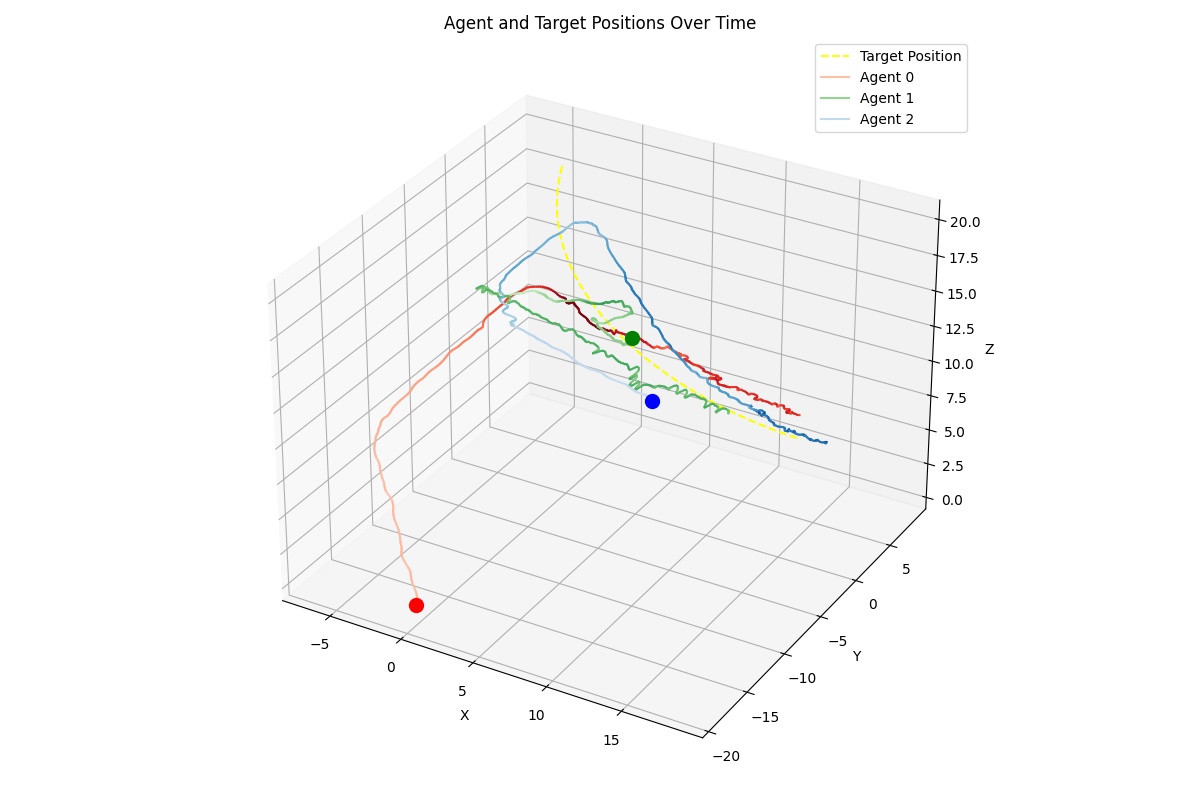 Agent and Target Positions Over Time
Target Position
Agent 0
Agent 1
Agent 2
20.0
17.5
15.0
12.5
10.0
7.5
5.0
2.5
0.0
Z
5
0
−5
−10
−15
−20
Y
−5
0
5
10
15
X